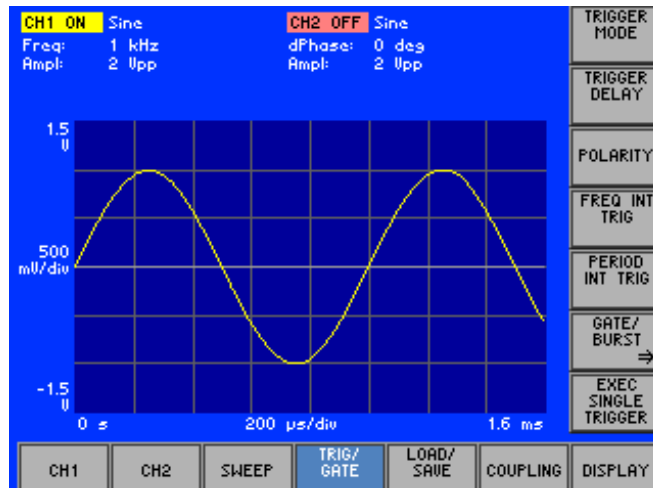 CH1 ON Sine
Freq: 1 kHz
Ampl: 2 Vpp
CH2 OFF Sine
dPhase: 0 deg
Ampl: 2 Vpp
1.5
V
500
mV/div
-1.5
V
0 s
200 µs/div
1.6 ms
TRIGGER
MODE
TRIGGER
DELAY
POLARITY
FREQ INT
TRIG
PERIOD
INT TRIG
GATE/
BURST
⇒
EXEC
SINGLE
TRIGGER
CH1
CH2
SWEEP
TRIG/
GATE
LOAD/
SAVE
COUPLING
DISPLAY